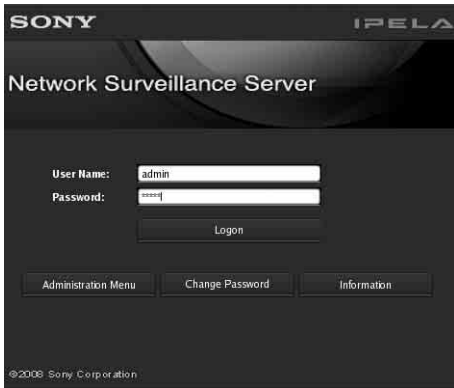 SONY
IPELA
Network Surveillance Server
User Name: admin
Password: *****
Logon
Administration Menu Change Password Information
©2008 Sony Corporation